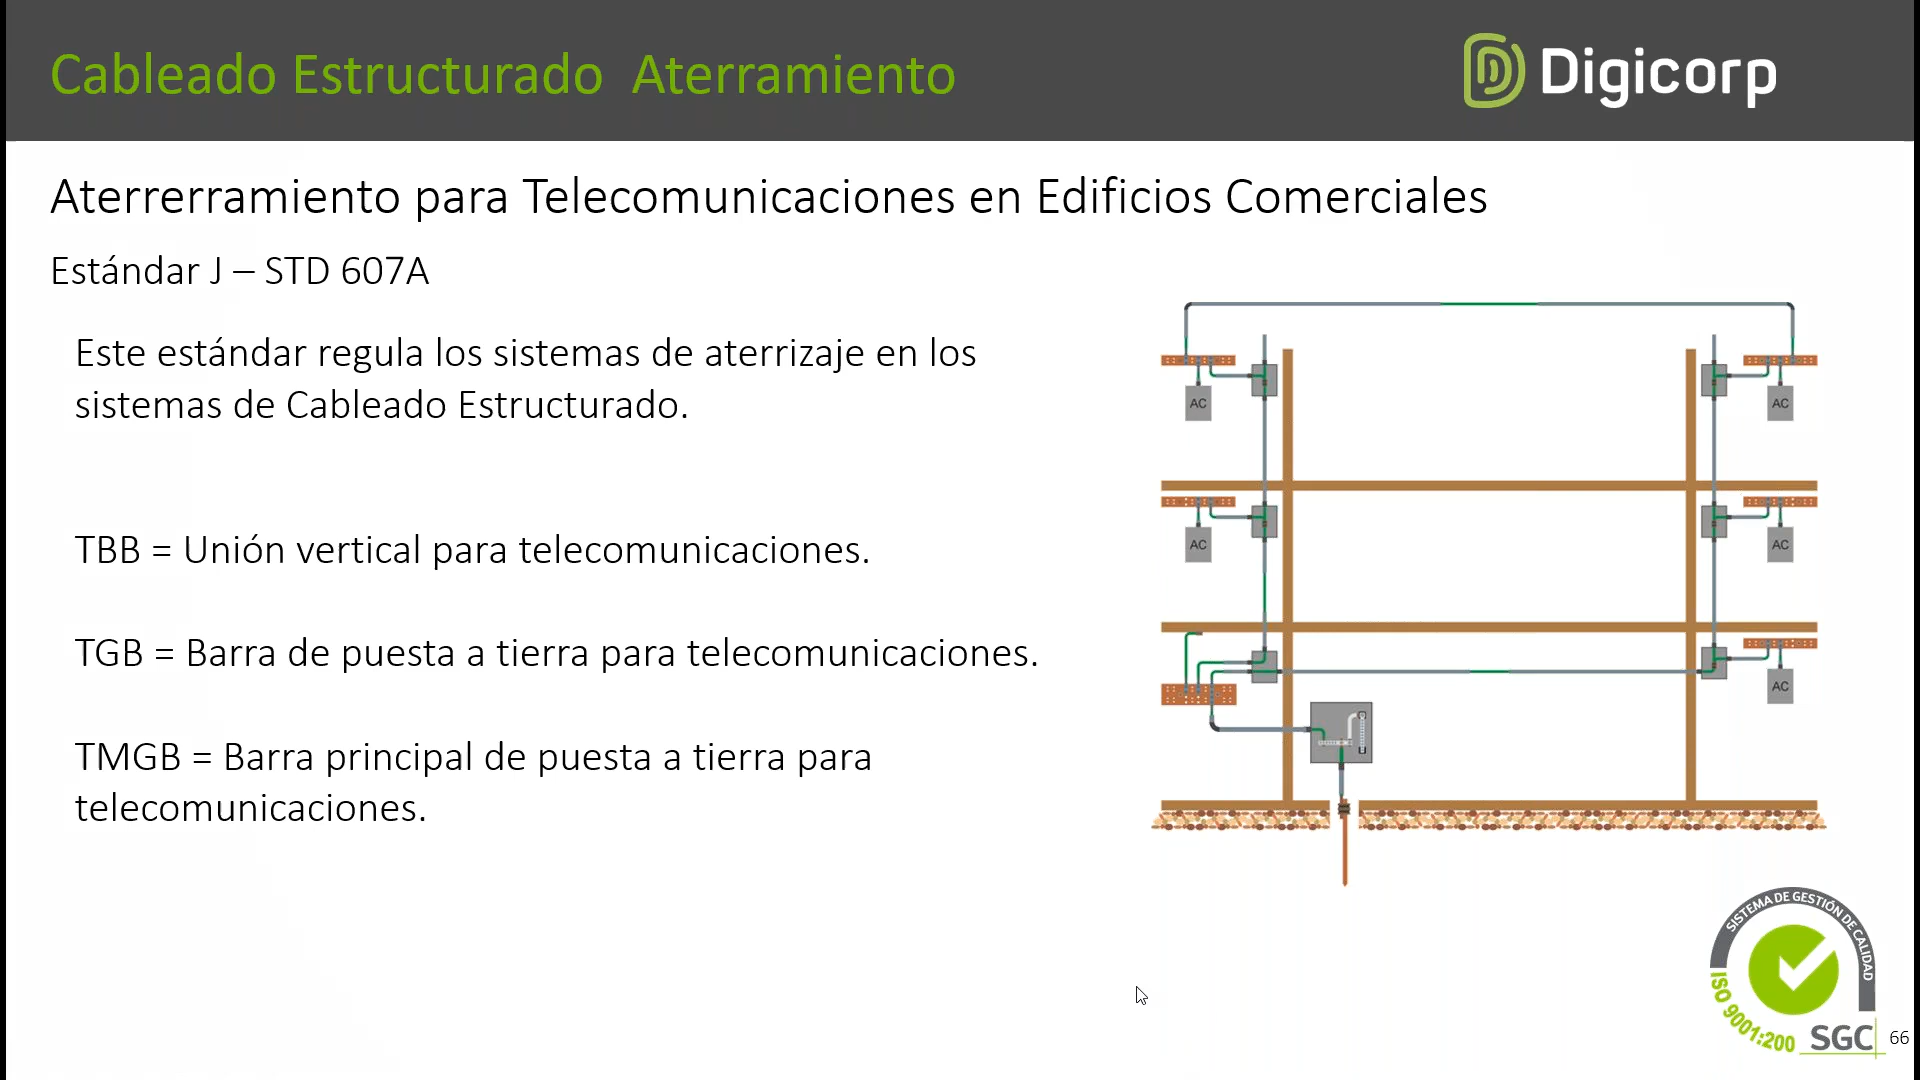 Cableado Estructurado  Aterramiento
Digicorp
Aterrerramiento para Telecomunicaciones en Edificios Comerciales
Estándar J – STD 607A
Este estándar regula los sistemas de aterrizaje en los
sistemas de Cableado Estructurado.
TBB = Unión vertical para telecomunicaciones.
TGB = Barra de puesta a tierra para telecomunicaciones.
TMGB = Barra principal de puesta a tierra para
telecomunicaciones.
AC
AC
AC
AC
AC
SISTEMA DE GESTIÓN DE CALIDAD
ISO 9001:200
SGC
66